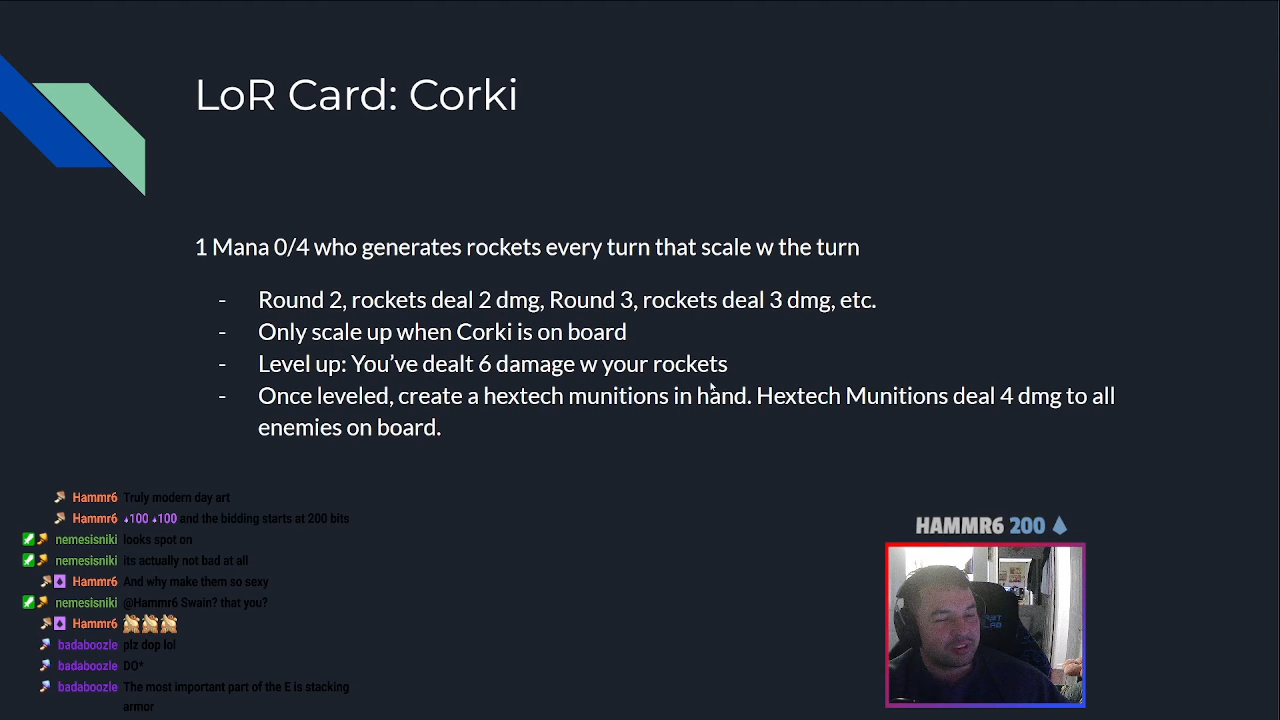 LoR Card: Corki
1 Mana 0/4 who generates rockets every turn that scale w the turn
- Round 2, rockets deal 2 dmg, Round 3, rockets deal 3 dmg, etc.
- Only scale up when Corki is on board
- Level up: You’ve dealt 6 damage w your rockets
- Once leveled, create a hextech munitions in hand. Hextech Munitions deal 4 dmg to all
enemies on board.
Hammr6 Truly modern day art
Hammr6 100 100 and the bidding starts at 200 bits
nemesisniki looks spot on
nemesisniki its actually not bad at all
Hammr6 And why make them so sexy
nemesisniki @Hammr6 Swain? that you?
Hammr6
badaboozle plz dop lol
badaboozle DO*
badaboozle The most important part of the E is stacking
armor
HAMMR6 200